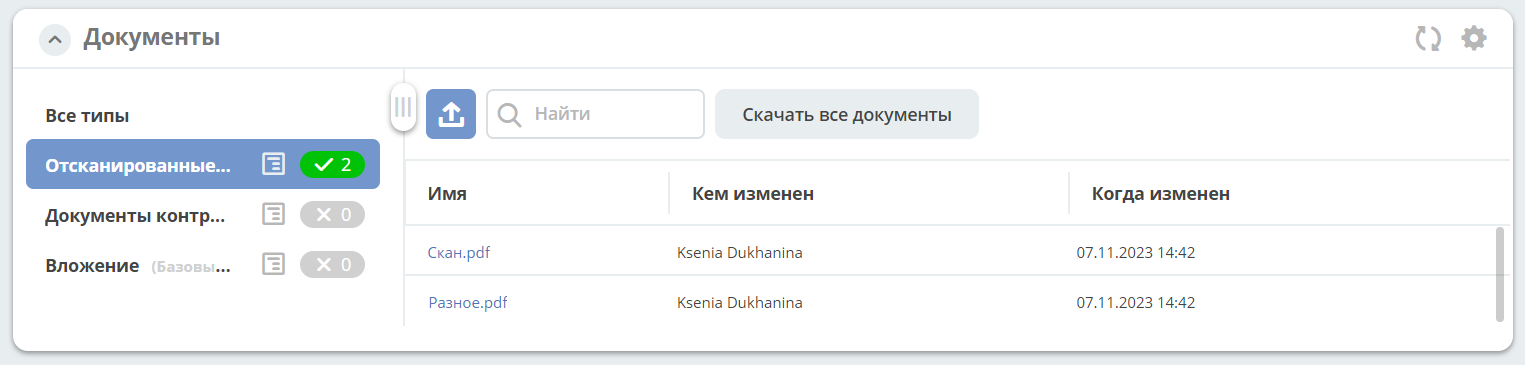 Документы
Все типы
Отсканированные...
2
Документы контр...
0
Вложение (Базовы...
0
Найти
Скачать все документы
Имя Кем изменен Когда изменен
Скан.pdf Ksenia Dukhanina 07.11.2023 14:42
Разное.pdf Ksenia Dukhanina 07.11.2023 14:42